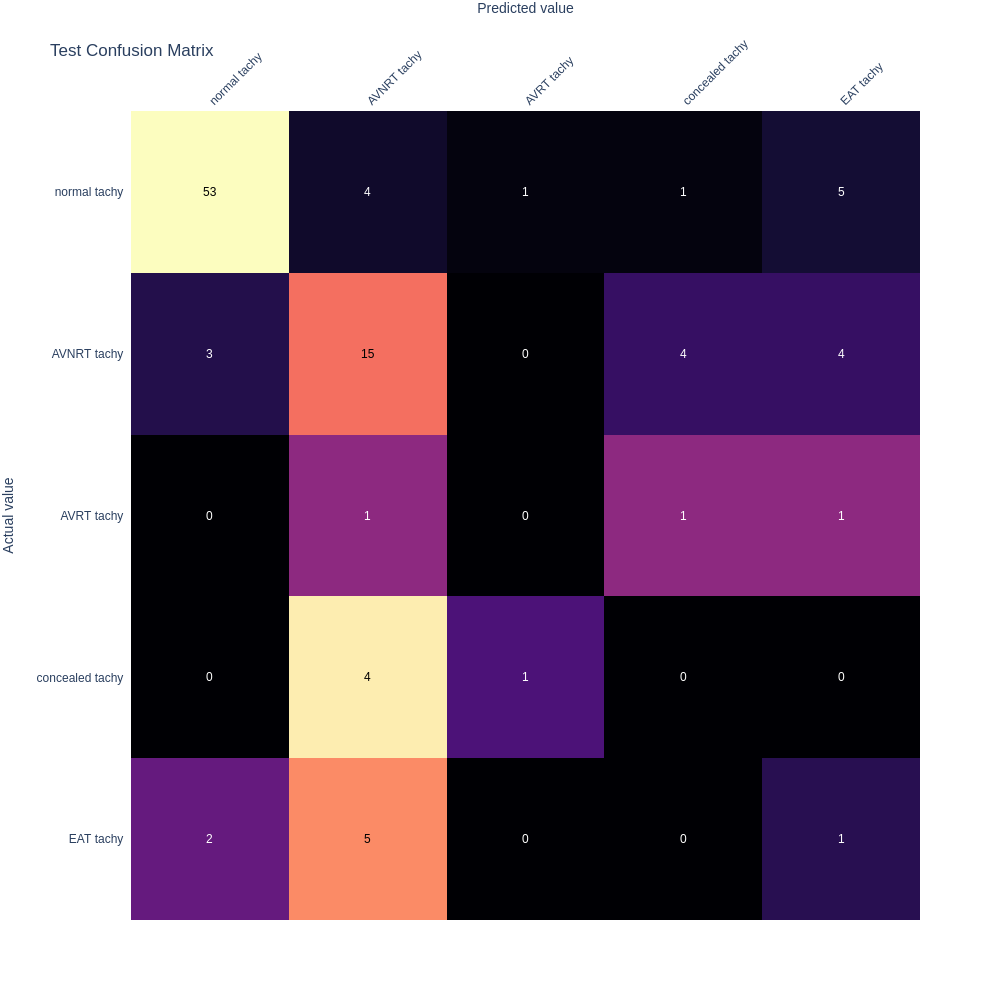 Predicted value
Test Confusion Matrix
normal tachy
AVNRT tachy
AVRT tachy
concealed tachy
EAT tachy
Actual value
normal tachy 53 4 1 1 5
AVNRT tachy 3 15 0 4 4
AVRT tachy 0 1 0 1 1
concealed tachy 0 4 1 0 0
EAT tachy 2 5 0 0 1